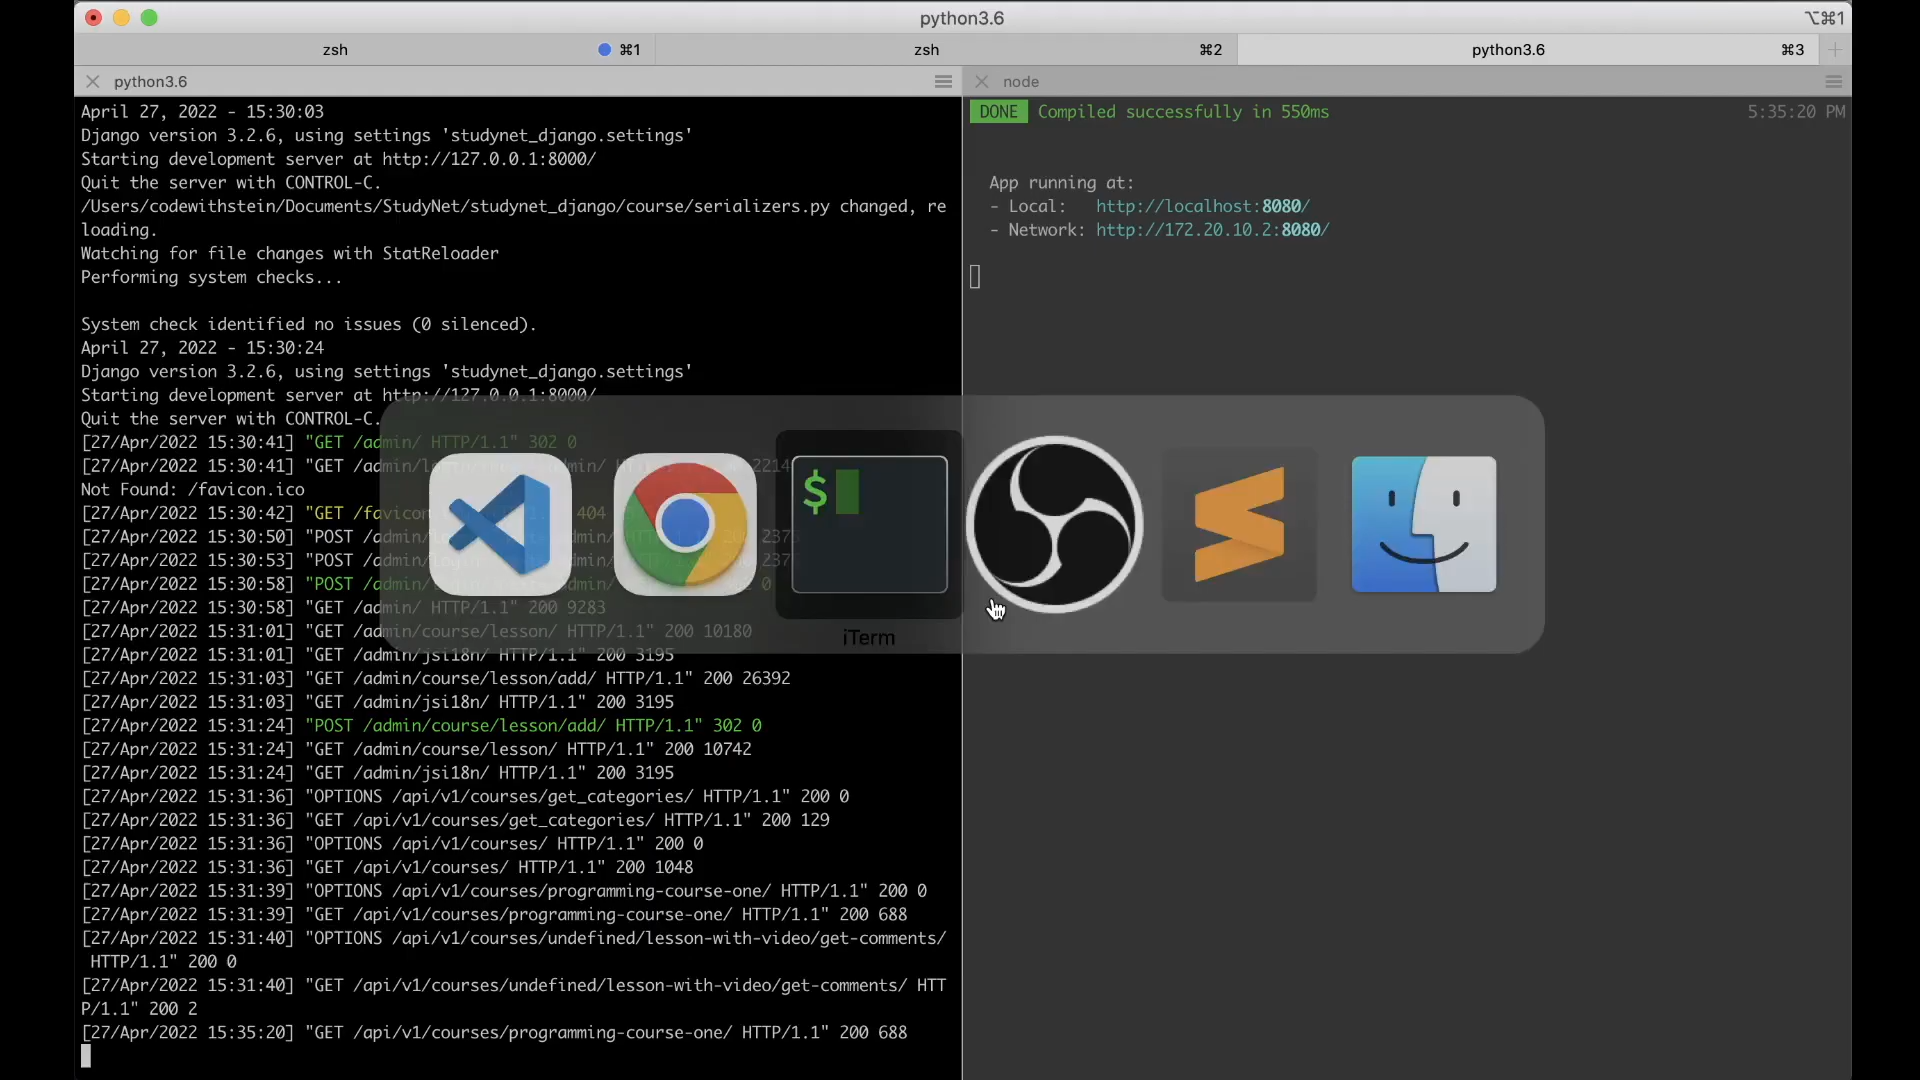 python3.6
⌥⌘1
zsh ⌘1
zsh ⌘2
python3.6 ⌘3
python3.6
April 27, 2022 - 15:30:03
Django version 3.2.6, using settings 'studynet_django.settings'
Starting development server at http://127.0.0.1:8000/
Quit the server with CONTROL-C.
/Users/codewithstein/Documents/StudyNet/studynet_django/course/serializers.py changed, re
loading.
Watching for file changes with StatReloader
Performing system checks...
System check identified no issues (0 silenced).
April 27, 2022 - 15:30:24
Django version 3.2.6, using settings 'studynet_django.settings'
Starting development server at http://127.0.0.1:8000/
Quit the server with CONTROL-C.
[27/Apr/2022 15:30:41] "GET /admin/ HTTP/1.1" 302 0
[27/Apr/2022 15:30:41] "GET 2214
Not Found: /favicon.ico
[27/Apr/2022 15:30:42] "GET 404
[27/Apr/2022 15:30:50] "POST
[27/Apr/2022 15:30:53] "POST
[27/Apr/2022 15:30:58] "POST 0
[27/Apr/2022 15:30:58] "GET /admin/ HTTP/1.1" 200 9283
[27/Apr/2022 15:31:01] "GET /admin/course/lesson/ HTTP/1.1" 200 10180
[27/Apr/2022 15:31:01] "GET /admin/jsi18n/ HTTP/1.1" 200 3195
[27/Apr/2022 15:31:03] "GET /admin/course/lesson/add/ HTTP/1.1" 200 26392
[27/Apr/2022 15:31:03] "GET /admin/jsi18n/ HTTP/1.1" 200 3195
[27/Apr/2022 15:31:24] "POST /admin/course/lesson/add/ HTTP/1.1" 302 0
[27/Apr/2022 15:31:24] "GET /admin/course/lesson/ HTTP/1.1" 200 10742
[27/Apr/2022 15:31:24] "GET /admin/jsi18n/ HTTP/1.1" 200 3195
[27/Apr/2022 15:31:36] "OPTIONS /api/v1/courses/get_categories/ HTTP/1.1" 200 0
[27/Apr/2022 15:31:36] "GET /api/v1/courses/get_categories/ HTTP/1.1" 200 129
[27/Apr/2022 15:31:36] "OPTIONS /api/v1/courses/ HTTP/1.1" 200 0
[27/Apr/2022 15:31:36] "GET /api/v1/courses/ HTTP/1.1" 200 1048
[27/Apr/2022 15:31:39] "OPTIONS /api/v1/courses/programming-course-one/ HTTP/1.1" 200 0
[27/Apr/2022 15:31:39] "GET /api/v1/courses/programming-course-one/ HTTP/1.1" 200 688
[27/Apr/2022 15:31:40] "OPTIONS /api/v1/courses/undefined/lesson-with-video/get-comments/
HTTP/1.1" 200 0
[27/Apr/2022 15:31:40] "GET /api/v1/courses/undefined/lesson-with-video/get-comments/ HTT
P/1.1" 200 2
[27/Apr/2022 15:35:20] "GET /api/v1/courses/programming-course-one/ HTTP/1.1" 200 688
node
DONE Compiled successfully in 550ms 5:35:20 PM
App running at:
- Local: http://localhost:8080/
- Network: http://172.20.10.2:8080/
$
iTerm